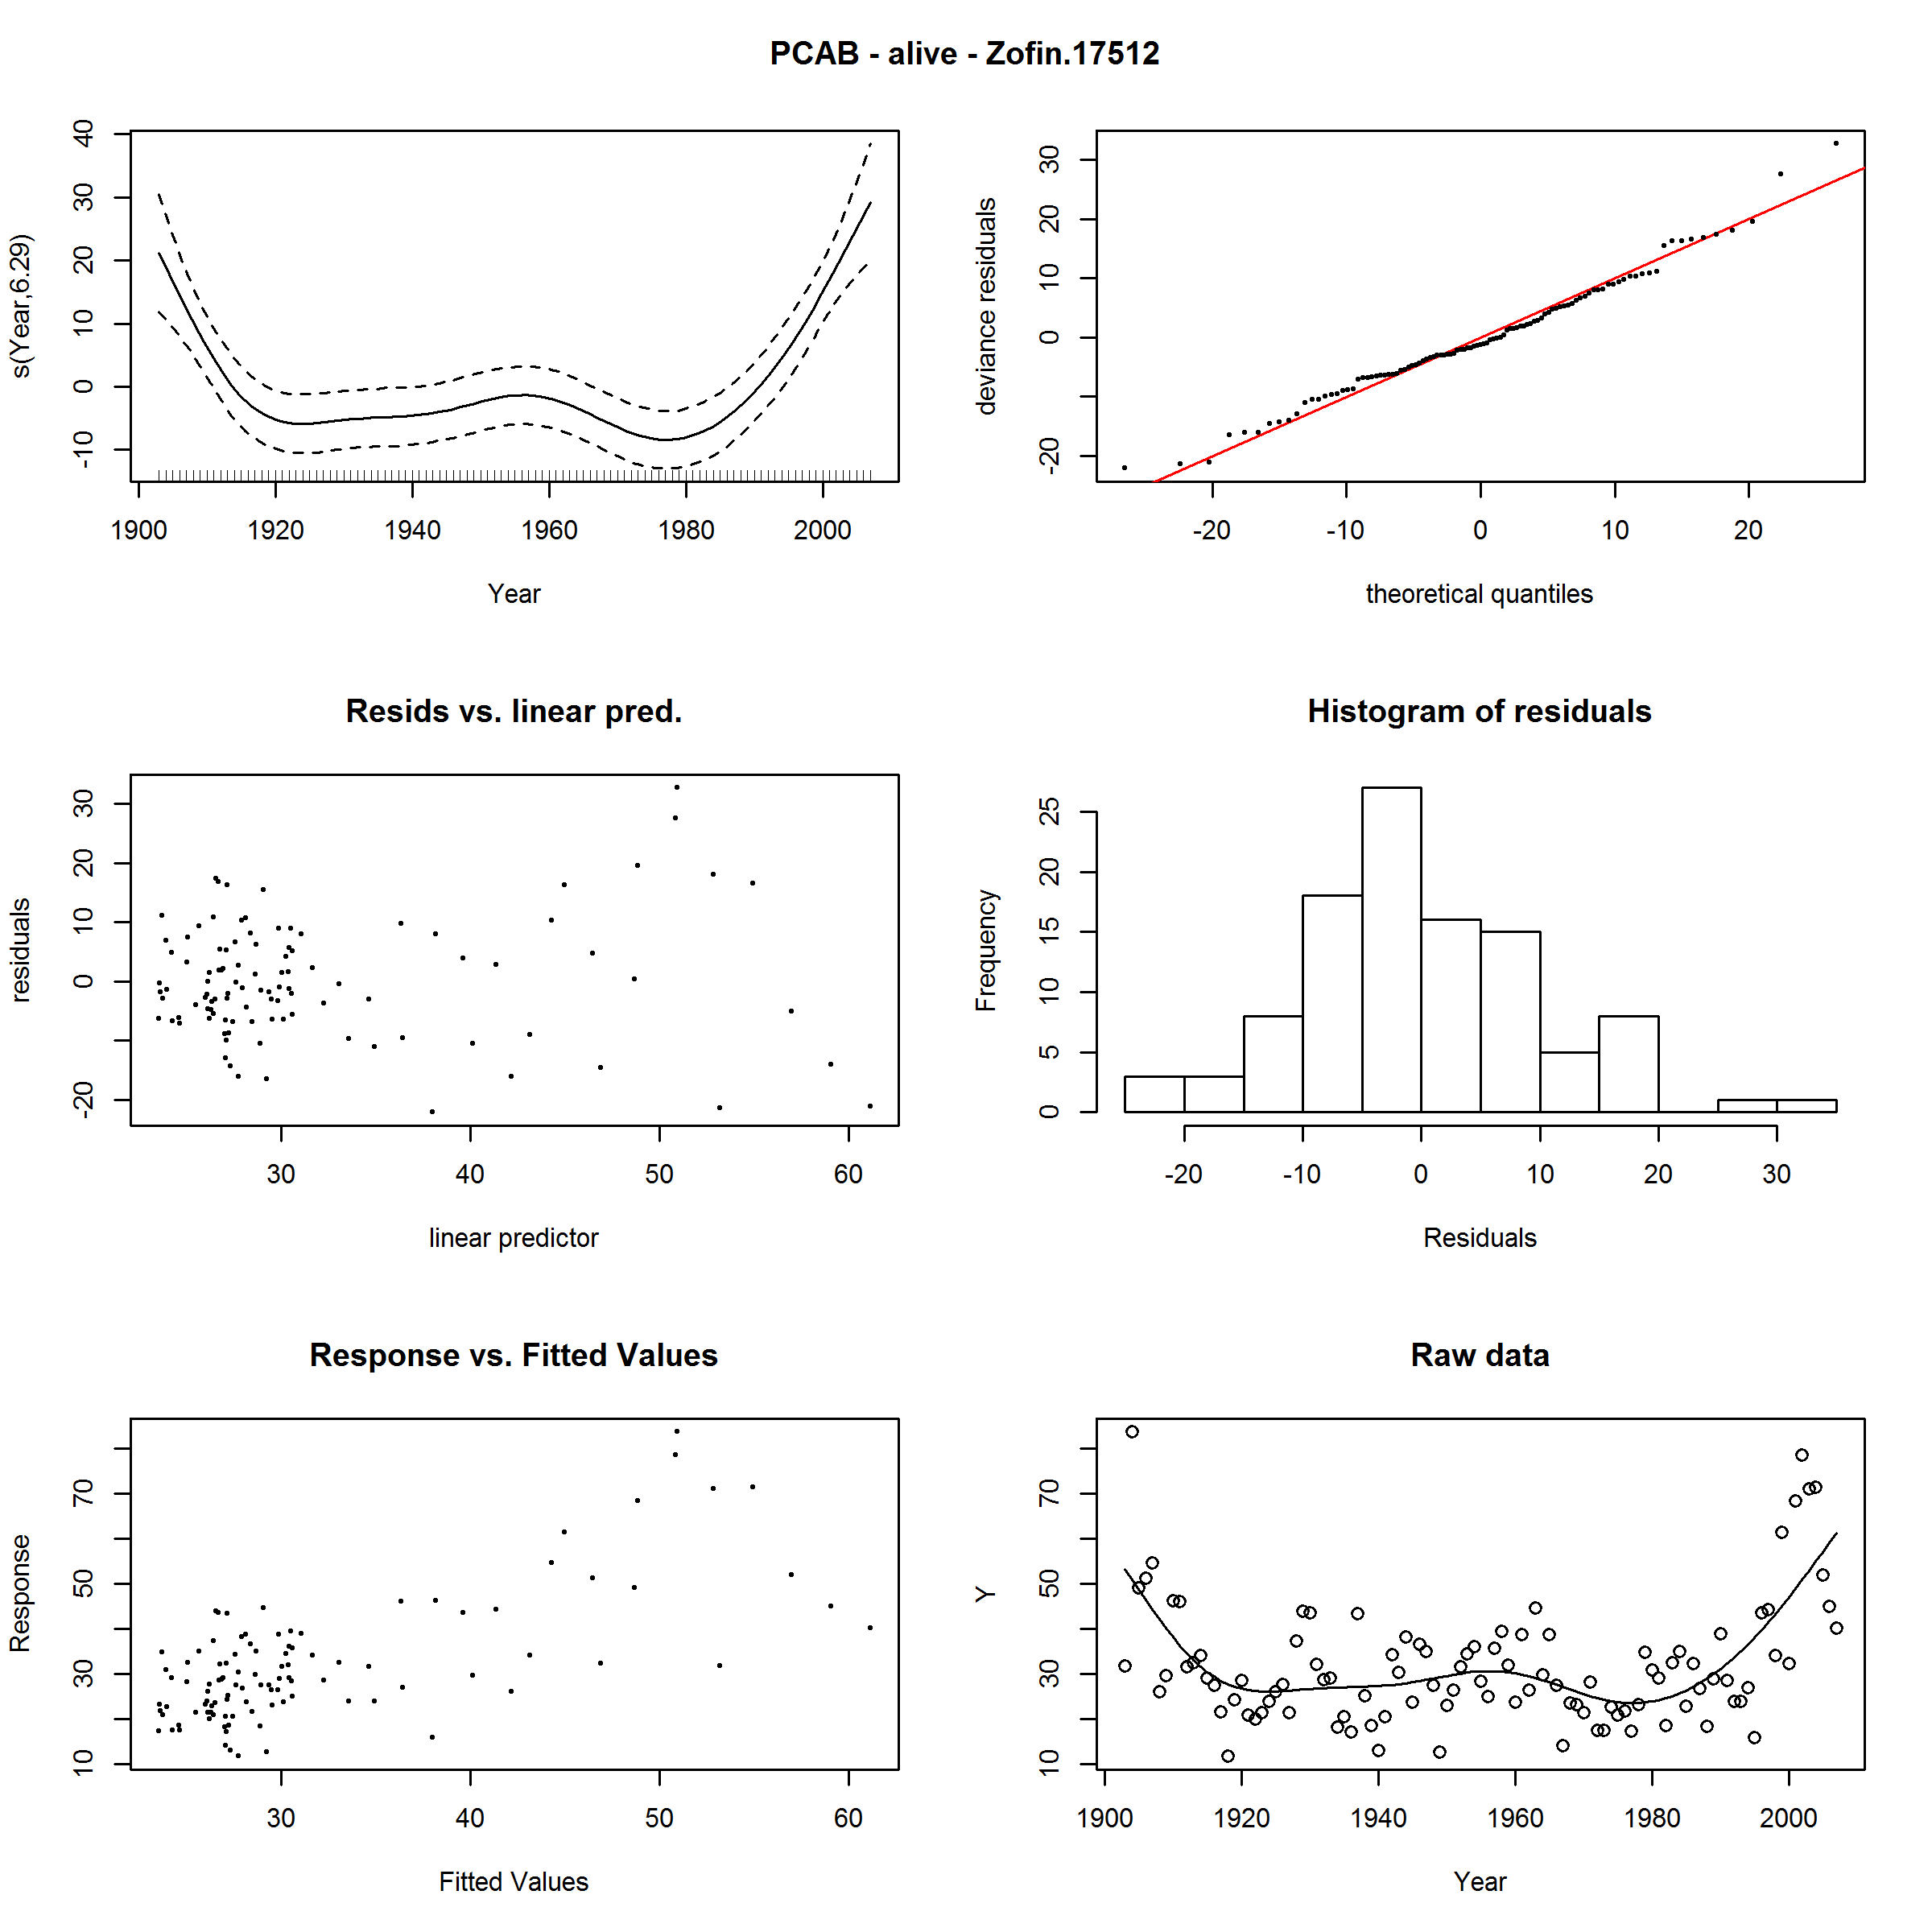 PCAB - alive - Zofin.17512
s(Year,6.29)
-10 0 10 20 30 40
1900 1920 1940 1960 1980 2000
Year
deviance residuals
-20 0 10 20 30
-20 -10 0 10 20
theoretical quantiles
Resids vs. linear pred.
residuals
-20 0 10 20 30
30 40 50 60
linear predictor
Histogram of residuals
Frequency
0 5 10 15 20 25
-20 -10 0 10 20 30
Residuals
Response vs. Fitted Values
Response
10 30 50 70
30 40 50 60
Fitted Values
Raw data
Y
10 30 50 70
1900 1920 1940 1960 1980 2000
Year